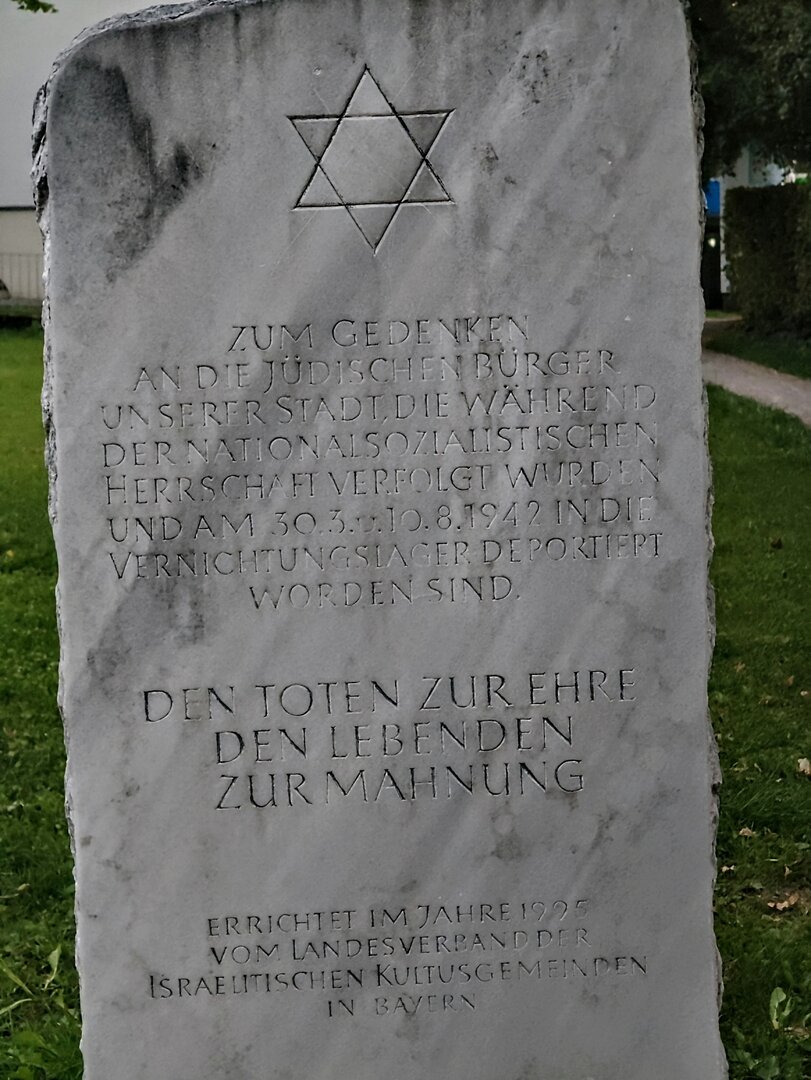 ZUM GEDENKEN
AN DIE JÜDISCHEN BÜRGER
UNSERER STADT, DIE WÄHREND
DER NATIONALSOZIALISTISCHEN
HERRSCHAFT VERFOLGT WURDEN
UND AM 30.3.u.10.8.1942 IN DIE
VERNICHTUNGSLAGER DEPORTIERT
WORDEN SIND.
DEN TOTEN ZUR EHRE
DEN LEBENDEN
ZUR MAHNUNG
ERRICHTET IM JAHRE 1995
VOM LANDESVERBAND DER
ISRAELITISCHEN KULTUSGEMEINDEN
IN BAYERN